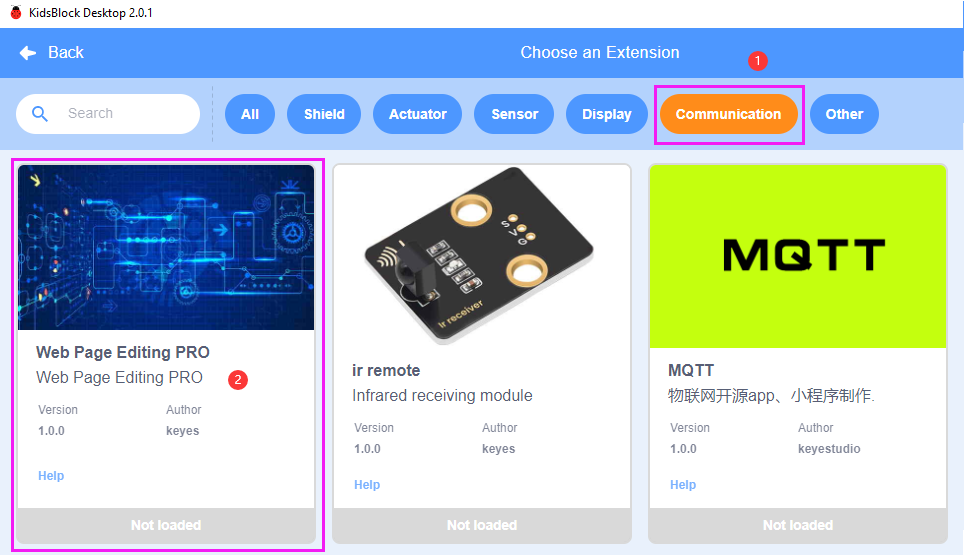 KidsBlock Desktop 2.0.1
Back
Choose an Extension
1
Search
All
Shield
Actuator
Sensor
Display
Communication
Other
S
V
G
ir receiver
MQTT
Web Page Editing PRO
Web Page Editing PRO
2
Version Author
1.0.0 keyes
Help
Not loaded
ir remote
Infrared receiving module
Version Author
1.0.0 keyes
Help
Not loaded
MQTT
物联网开源app、小程序制作.
Version Author
1.0.0 keyestudio
Help
Not loaded